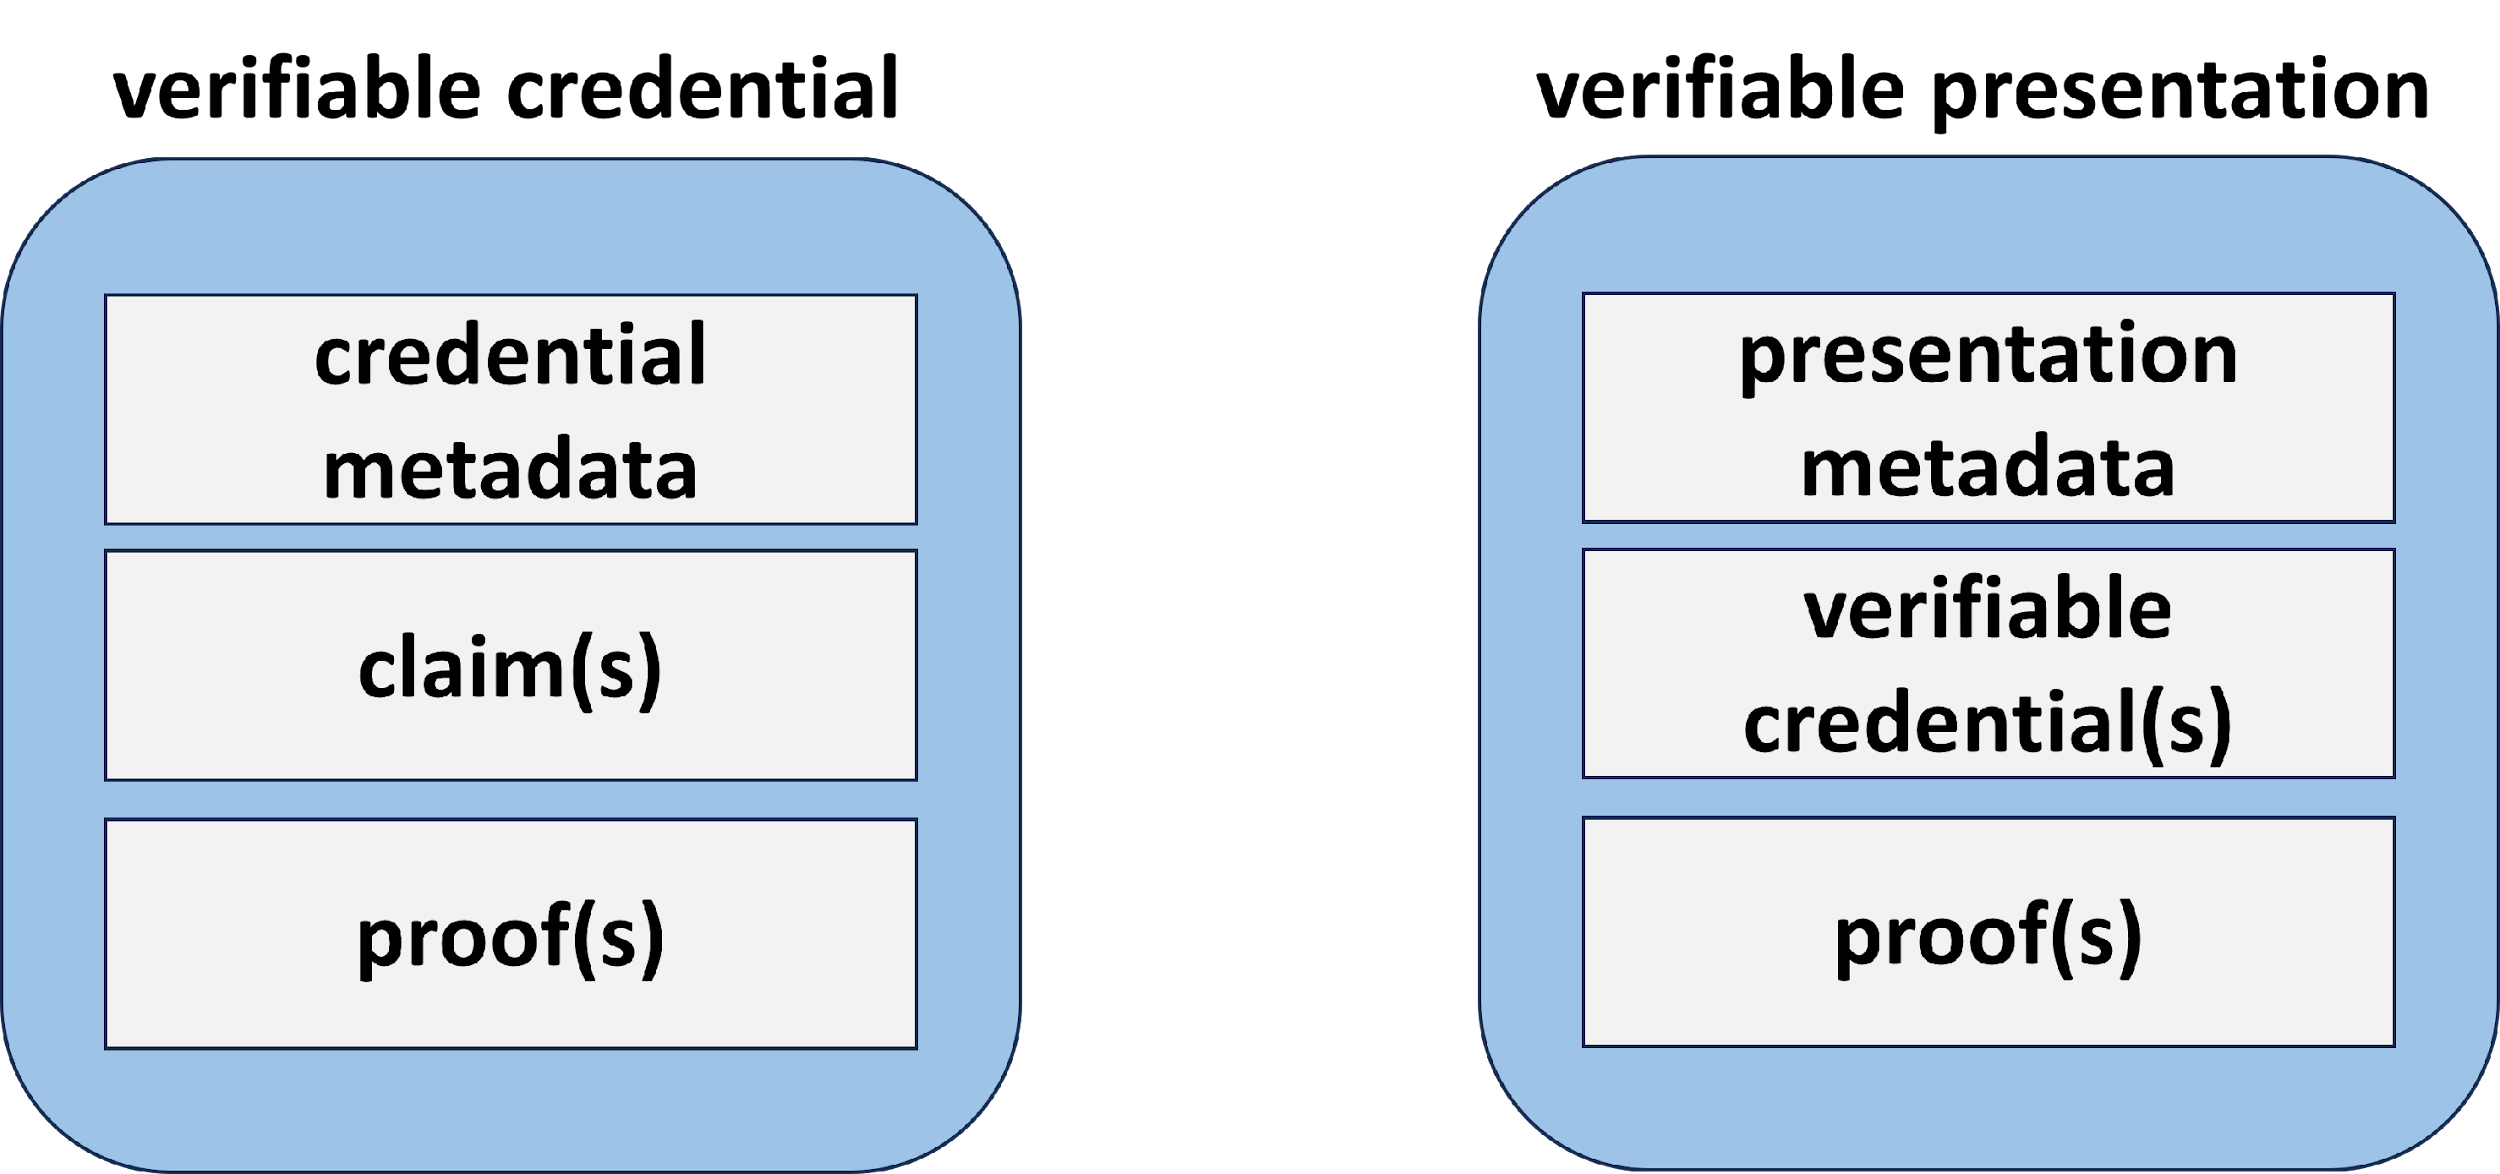 verifiable credential
credential
metadata
claim(s)
proof(s)
verifiable presentation
presentation
metadata
verifiable
credential(s)
proof(s)